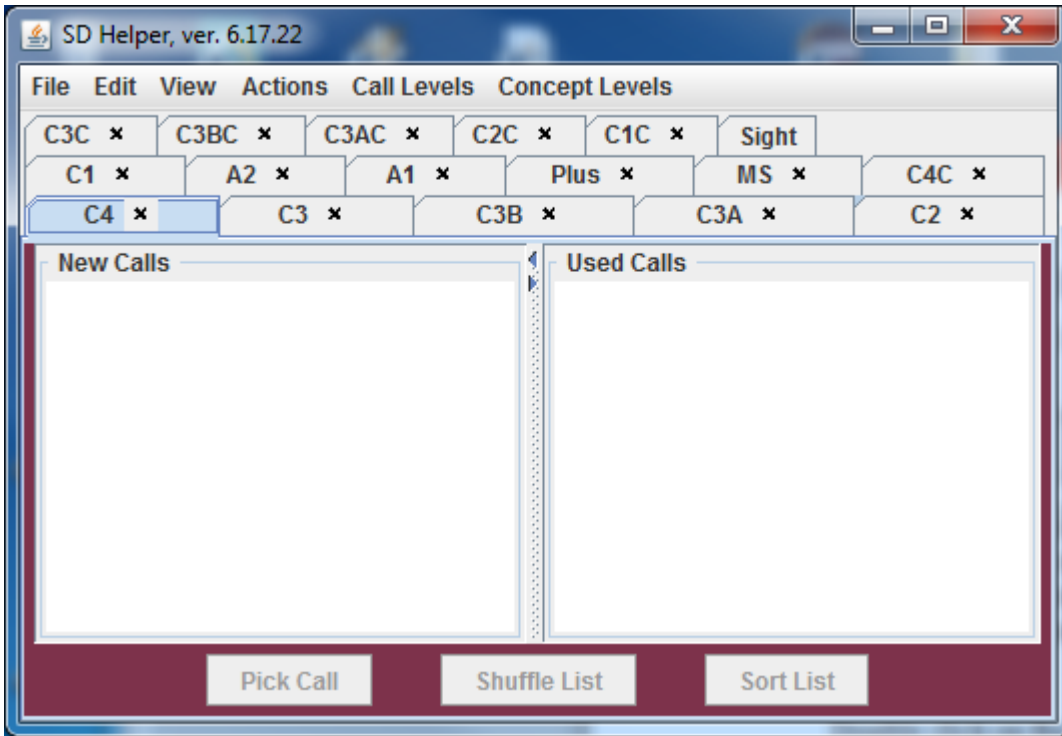 SD Helper, ver. 6.17.22
File Edit View Actions Call Levels Concept Levels
C3C C3BC C3AC C2C C1C Sight
C1 A2 A1 Plus MS C4C
C4 C3 C3B C3A C2
New Calls Used Calls
Pick Call Shuffle List Sort List